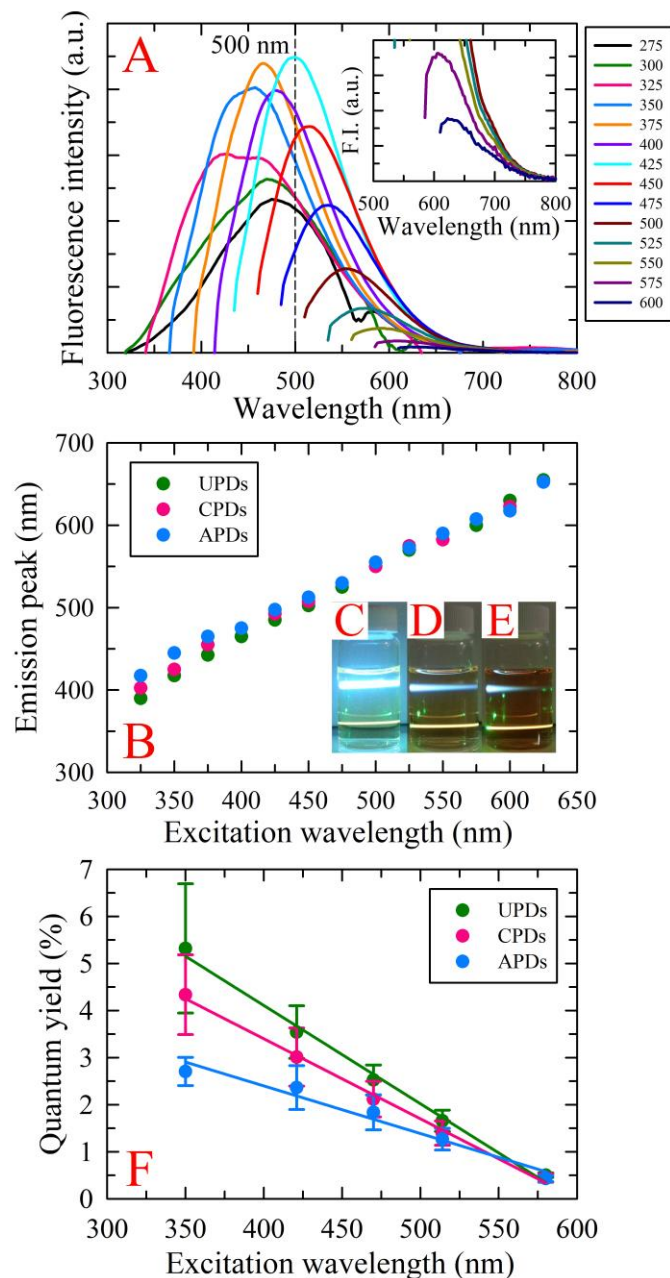 A
500 nm
Fluorescence intensity (a.u.)
F.I. (a.u.)
500 600 700 800
Wavelength (nm)
300 400 500 600 700 800
Wavelength (nm)
275
300
325
350
375
400
425
450
475
500
525
550
575
600
700
600
500
400
300
Emission peak (nm)
UPDs
CPDs
APDs
C D E
B
300 350 400 450 500 550 600 650
Excitation wavelength (nm)
7
6
5
4
3
2
1
0
Quantum yield (%)
UPDs
CPDs
APDs
F
300 350 400 450 500 550 600
Excitation wavelength (nm)